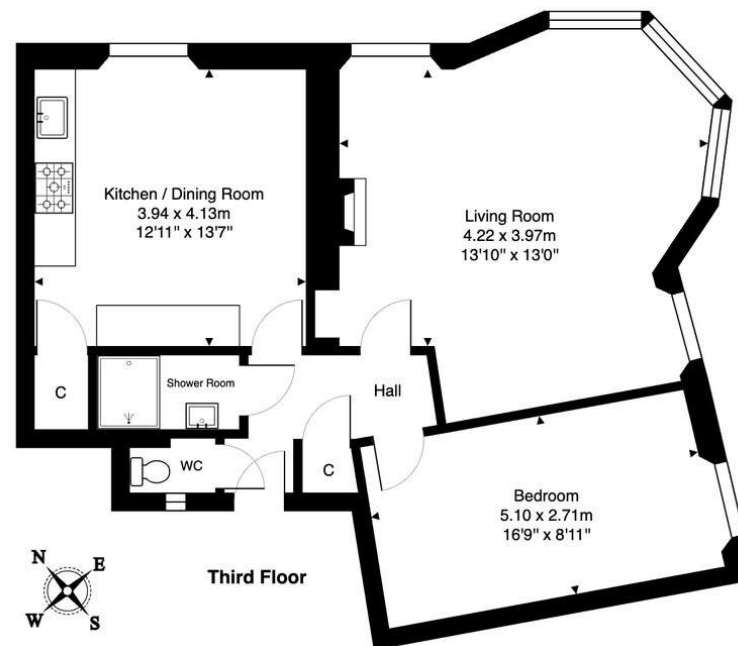 Kitchen / Dining Room
3.94 x 4.13m
12'11" x 13'7"
Living Room
4.22 x 3.97m
13'10" x 13'0"
C
Shower Room
Hall
WC
C
Bedroom
5.10 x 2.71m
16'9" x 8'11"
Third Floor
N
E
W
S